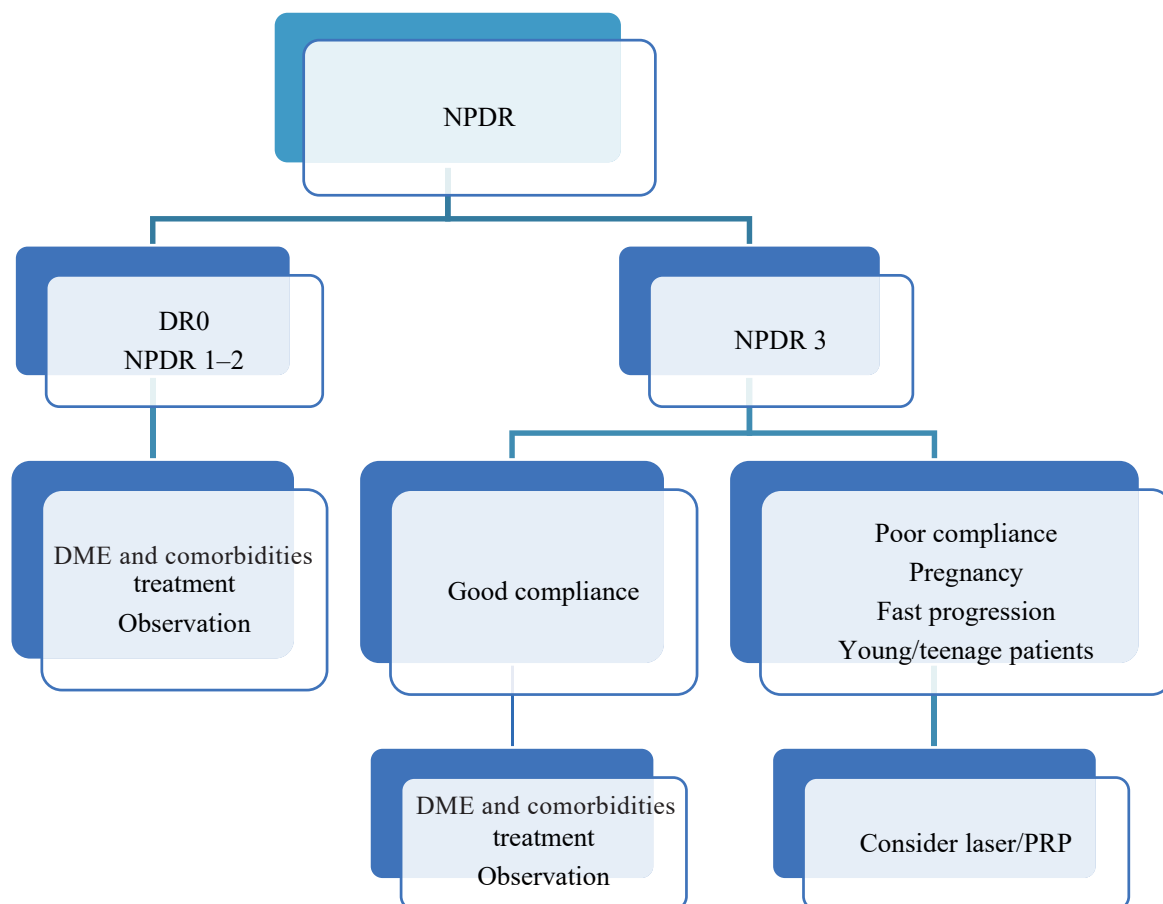 NPDR
DR0
NPDR 1–2
NPDR 3
DME and comorbidities
treatment
Observation
Good compliance
Poor compliance
Pregnancy
Fast progression
Young/teenage patients
DME and comorbidities
treatment
Observation
Consider laser/PRP